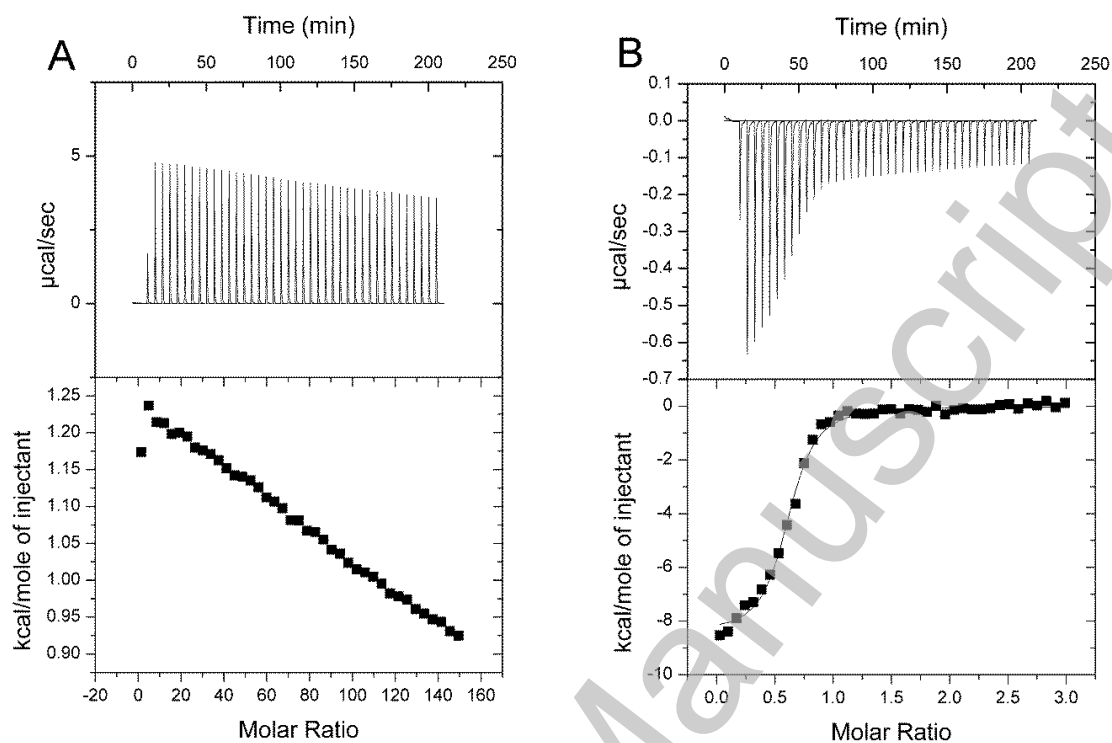 A
Time (min)
0 50 100 150 200 250
5
0
µcal/sec
1.25
1.20
1.15
1.10
1.05
1.00
0.95
0.90
kcal/mole of injectant
-20 0 20 40 60 80 100 120 140 160
Molar Ratio
B
Time (min)
0 50 100 150 200 250
0.1
0.0
-0.1
-0.2
-0.3
-0.4
-0.5
-0.6
-0.7
µcal/sec
0
-2
-4
-6
-8
-10
kcal/mole of injectant
0.0 0.5 1.0 1.5 2.0 2.5 3.0
Molar Ratio
Manuscript